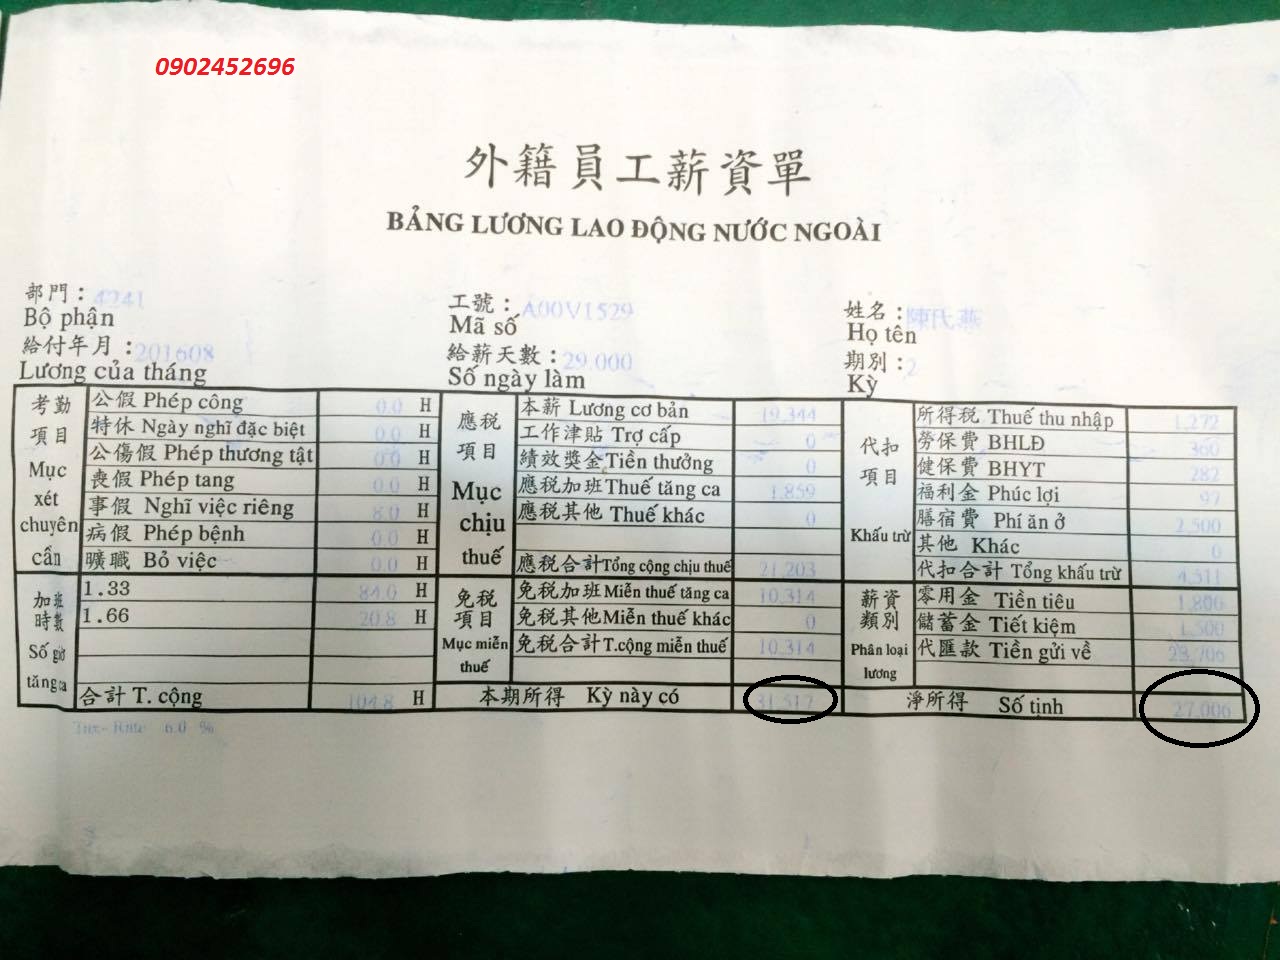 0902452696
外籍員工薪資單
BẢNG LƯƠNG LAO ĐỘNG NƯỚC NGOÀI
部門：4241 工號：A00V1529 姓名：陳氏燕
Bộ phận Mã số Họ tên
給付年月：201608 給薪天數：29.000 期別：2
Lương của tháng Số ngày làm Kỳ
考勤項目 Mục xét chuyên cẩn
公假 Phép công 0.0 H
特休 Ngày nghĩ đặc biệt 0.0 H
公傷假 Phép thương tật 0.0 H
喪假 Phép tang 0.0 H
事假 Nghĩ việc riêng 8.0 H
病假 Phép bệnh 0.0 H
曠職 Bỏ việc 0.0 H
加班時數 Số giờ tăng ca
1.33 84.0 H
1.66 20.8 H
合計 T. cộng 104.8 H
應税項目 Mục chịu thuế
本薪 Lương cơ bản 19,344
工作津貼 Trợ cấp 0
績效獎金 Tiền thưởng 0
應税加班 Thuế tăng ca 1,859
應税其他 Thuế khác 0
應税合計 Tổng cộng chịu thuế 21,203
免税項目 Mục miễn thuế
免税加班 Miễn thuế tăng ca 10,314
免税其他 Miễn thuế khác 0
免税合計 T.cộng miễn thuế 10,314
本期所得 Kỳ này có 31,517
代扣項目 Khấu trừ
所得税 Thuế thu nhập 1,272
勞保費 BHLĐ 360
健保費 BHYT 282
福利金 Phúc lợi 97
膳宿費 Phí ăn ở 2,500
其他 Khác 0
代扣合計 Tổng khấu trừ 4,511
薪資類別 Phân loại lương
零用金 Tiền tiêu 1,800
儲蓄金 Tiết kiệm 1,500
代匯款 Tiền gửi về 23,706
淨所得 Số tịnh 27,006
Tax- Rate 6.0 %